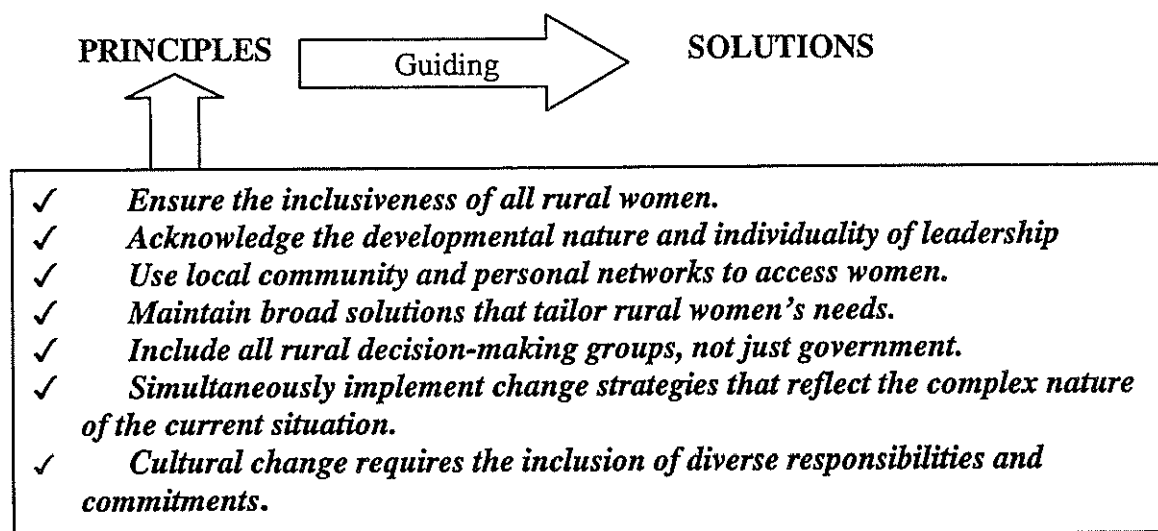 PRINCIPLES Guiding SOLUTIONS
✓ Ensure the inclusiveness of all rural women.
✓ Acknowledge the developmental nature and individuality of leadership
✓ Use local community and personal networks to access women.
✓ Maintain broad solutions that tailor rural women's needs.
✓ Include all rural decision-making groups, not just government.
✓ Simultaneously implement change strategies that reflect the complex nature
of the current situation.
✓ Cultural change requires the inclusion of diverse responsibilities and
commitments.